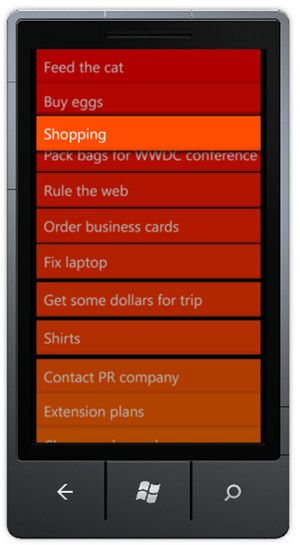 Feed the cat
Buy eggs
Shopping
Pack bags for WWDC conference
Rule the web
Order business cards
Fix laptop
Get some dollars for trip
Shirts
Contact PR company
Extension plans